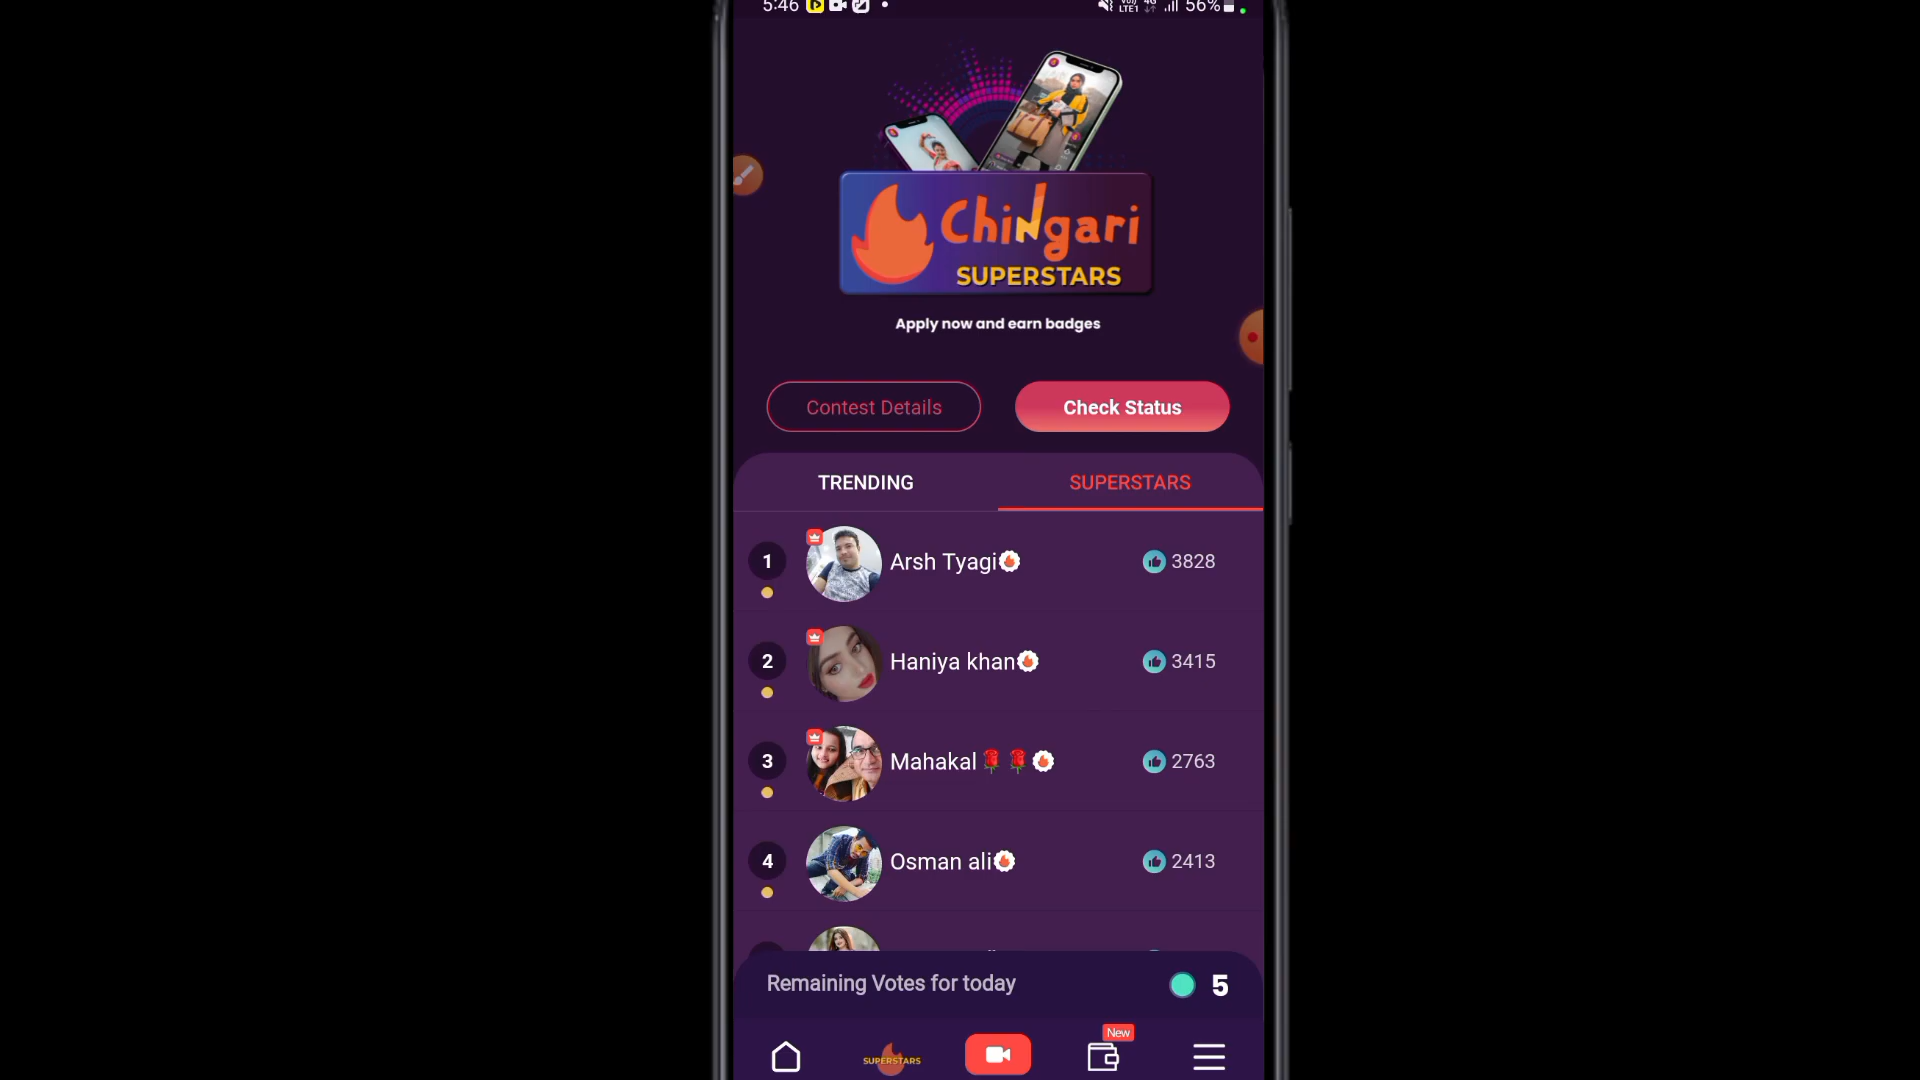 5:46 VoLTE1 4G 56%
ChiNgari
SUPERSTARS
Apply now and earn badges
Contest Details Check Status
TRENDING SUPERSTARS
1 Arsh Tyagi 3828
2 Haniya khan 3415
3 Mahakal🌹🌹 2763
4 Osman ali 2413
Remaining Votes for today 5
New
SUPERSTARS